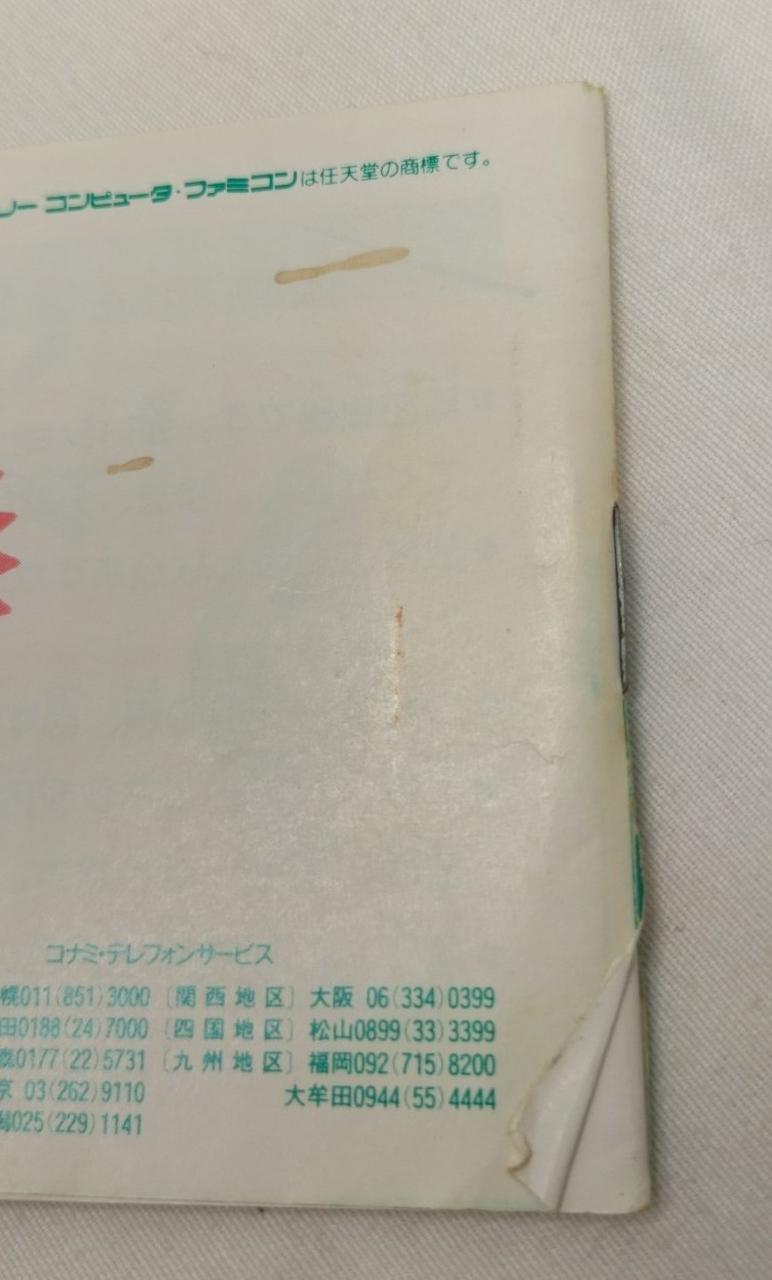 ー コンピュータ・ファミコンは任天堂の商標です。
コナミ・テレフォンサービス
幌011(851)3000 〔関西地区〕 大阪 06(334)0399
田0188(24)7000 〔四国地区〕 松山0899(33)3399
森0177(22)5731 〔九州地区〕 福岡092(715)8200
京 03(262)9110 大牟田0944(55)4444
潟025(229)1141